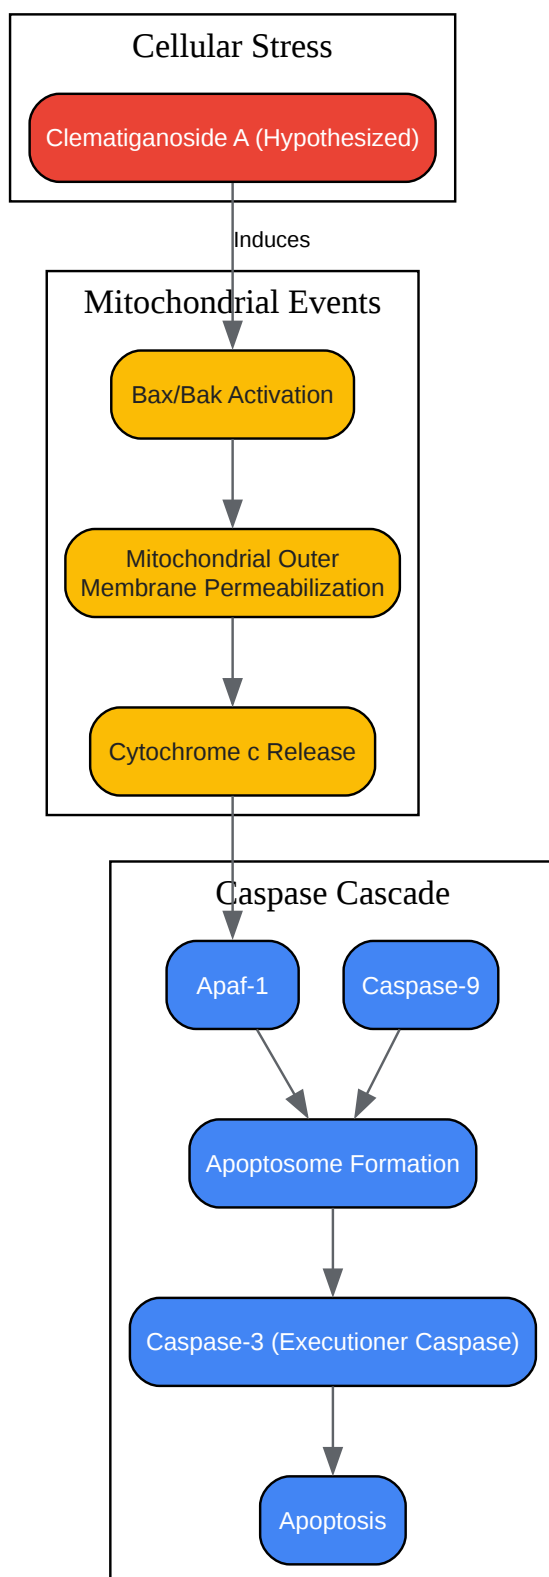 Cellular Stress
Clematiganoside A (Hypothesized)
Induces
Mitochondrial Events
Bax/Bak Activation
Mitochondrial Outer
Membrane Permeabilization
Cytochrome c Release
Caspase Cascade
Apaf-1
Caspase-9
Apoptosome Formation
Caspase-3 (Executioner Caspase)
Apoptosis